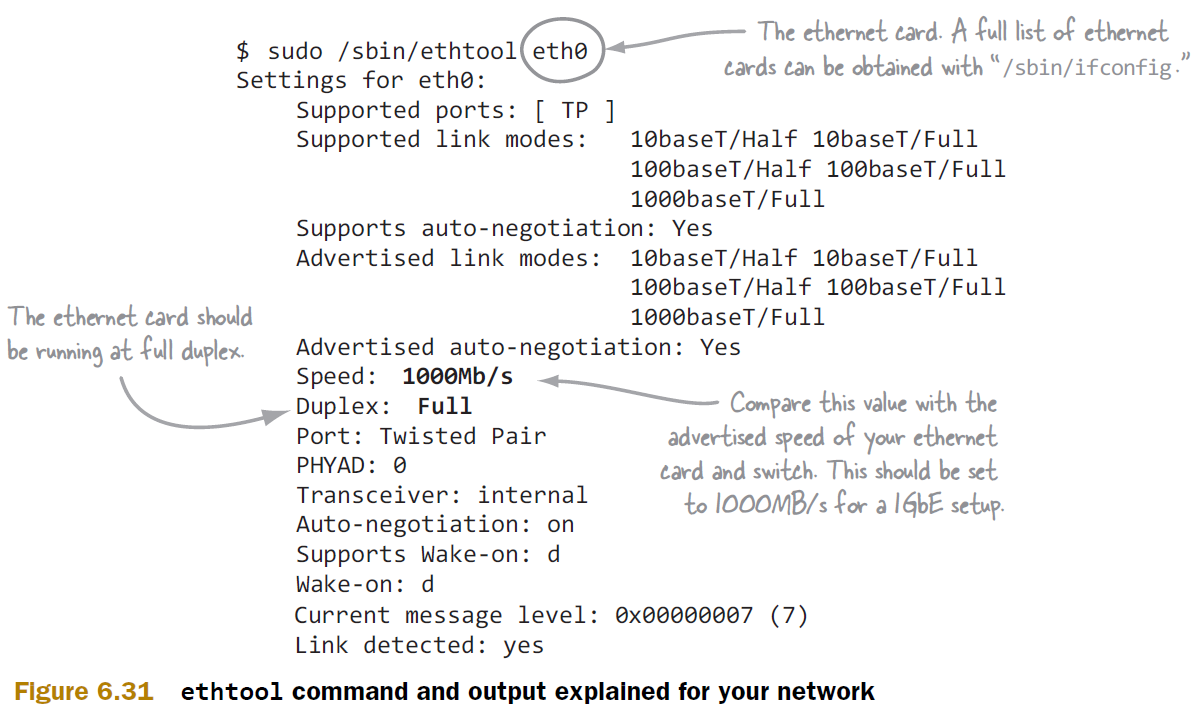 $ sudo /sbin/ethtool eth0
The ethernet card. A full list of ethernet
cards can be obtained with “/sbin/ifconfig.”
Settings for eth0:
Supported ports: [ TP ]
Supported link modes: 10baseT/Half 10baseT/Full
100baseT/Half 100baseT/Full
1000baseT/Full
Supports auto-negotiation: Yes
Advertised link modes: 10baseT/Half 10baseT/Full
100baseT/Half 100baseT/Full
1000baseT/Full
The ethernet card should
be running at full duplex.
Advertised auto-negotiation: Yes
Speed: 1000Mb/s
Duplex: Full
Compare this value with the
advertised speed of your ethernet
card and switch. This should be set
to 1000MB/s for a 1GbE setup.
Port: Twisted Pair
PHYAD: 0
Transceiver: internal
Auto-negotiation: on
Supports Wake-on: d
Wake-on: d
Current message level: 0x00000007 (7)
Link detected: yes
Figure 6.31 ethtool command and output explained for your network